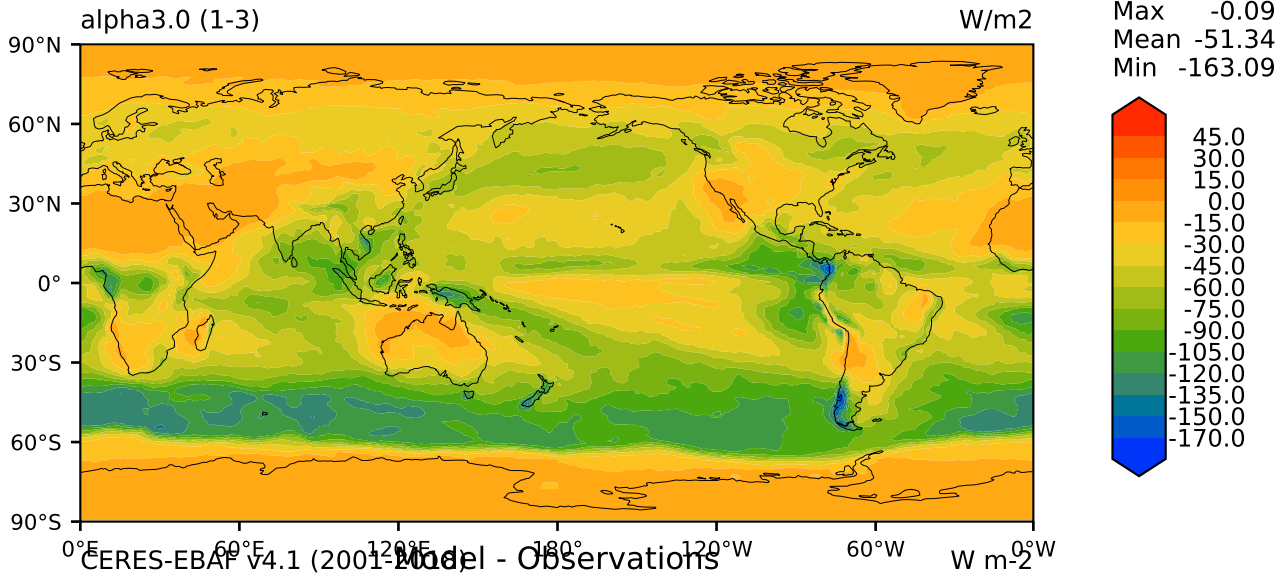 alpha3.0 (1-3) W/m2
Max -0.09
Mean -51.34
Min -163.09
90°N
60°N
30°N
0°
30°S
60°S
90°S
0°E 60°E 120°E 180° 120°W 60°W 0°W
45.0
30.0
15.0
0.0
-15.0
-30.0
-45.0
-60.0
-75.0
-90.0
-105.0
-120.0
-135.0
-150.0
-170.0
CERES-EBAF v4.1 (2001-2018) W m-2
Model - Observations